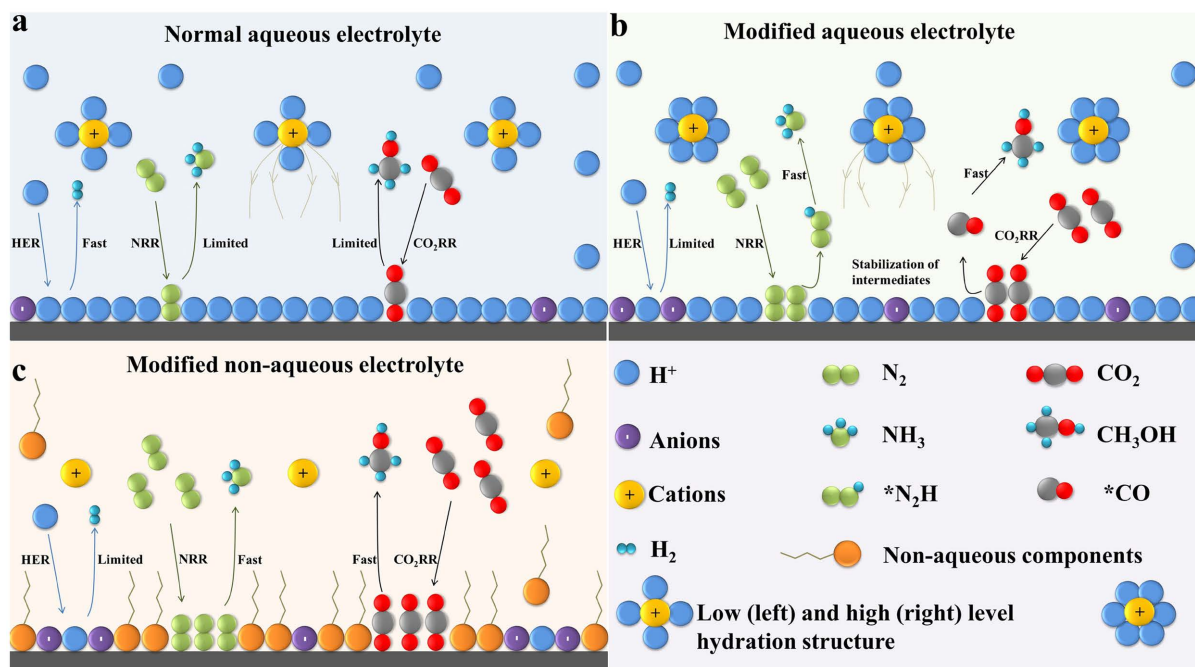 a
Normal aqueous electrolyte
+
+
+
HER
Fast
NRR
Limited
Limited
CO₂RR
-
-
b
Modified aqueous electrolyte
+
+
+
Fast
Fast
HER
Limited
NRR
CO₂RR
Stabilization of
intermediates
-
-
-
-
c
Modified non-aqueous electrolyte
+
+
+
HER
Limited
NRR
Fast
Fast
CO₂RR
-
-
-
-
-
H⁺
N₂
CO₂
- Anions
NH₃
CH₃OH
+ Cations
*N₂H
*CO
H₂
Non-aqueous components
+
Low (left) and high (right) level
hydration structure
+